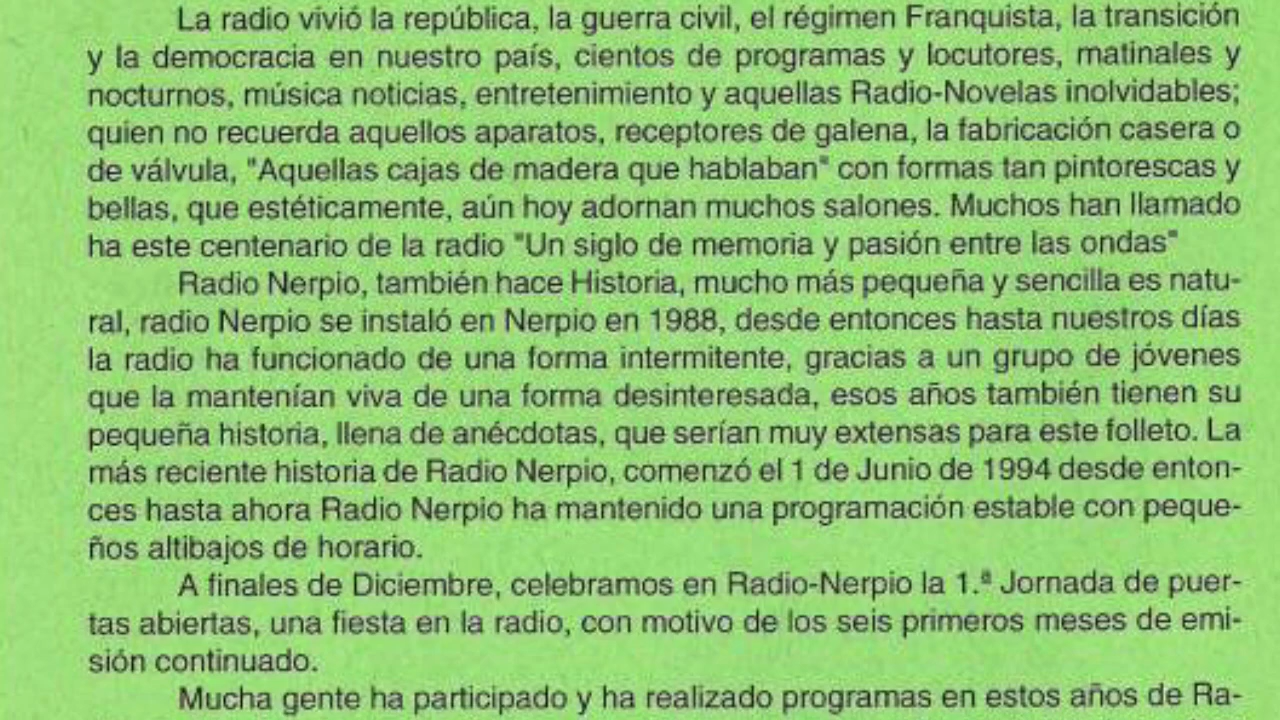 La radio vivió la república, la guerra civil, el régimen Franquista, la transición
y la democracia en nuestro país, cientos de programas y locutores, matinales y
nocturnos, música noticias, entretenimiento y aquellas Radio-Novelas inolvidables;
quien no recuerda aquellos aparatos, receptores de galena, la fabricación casera o
de válvula, "Aquellas cajas de madera que hablaban" con formas tan pintorescas y
bellas, que estéticamente, aún hoy adornan muchos salones. Muchos han llamado
ha este centenario de la radio "Un siglo de memoria y pasión entre las ondas"
Radio Nerpio, también hace Historia, mucho más pequeña y sencilla es natu-
ral, radio Nerpio se instaló en Nerpio en 1988, desde entonces hasta nuestros días
la radio ha funcionado de una forma intermitente, gracias a un grupo de jóvenes
que la mantenían viva de una forma desinteresada, esos años también tienen su
pequeña historia, llena de anécdotas, que serían muy extensas para este folleto. La
más reciente historia de Radio Nerpio, comenzó el 1 de Junio de 1994 desde enton-
ces hasta ahora Radio Nerpio ha mantenido una programación estable con peque-
ños altibajos de horario.
A finales de Diciembre, celebramos en Radio-Nerpio la 1.ª Jornada de puer-
tas abiertas, una fiesta en la radio, con motivo de los seis primeros meses de emi-
sión continuado.
Mucha gente ha participado y ha realizado programas en estos años de Ra-